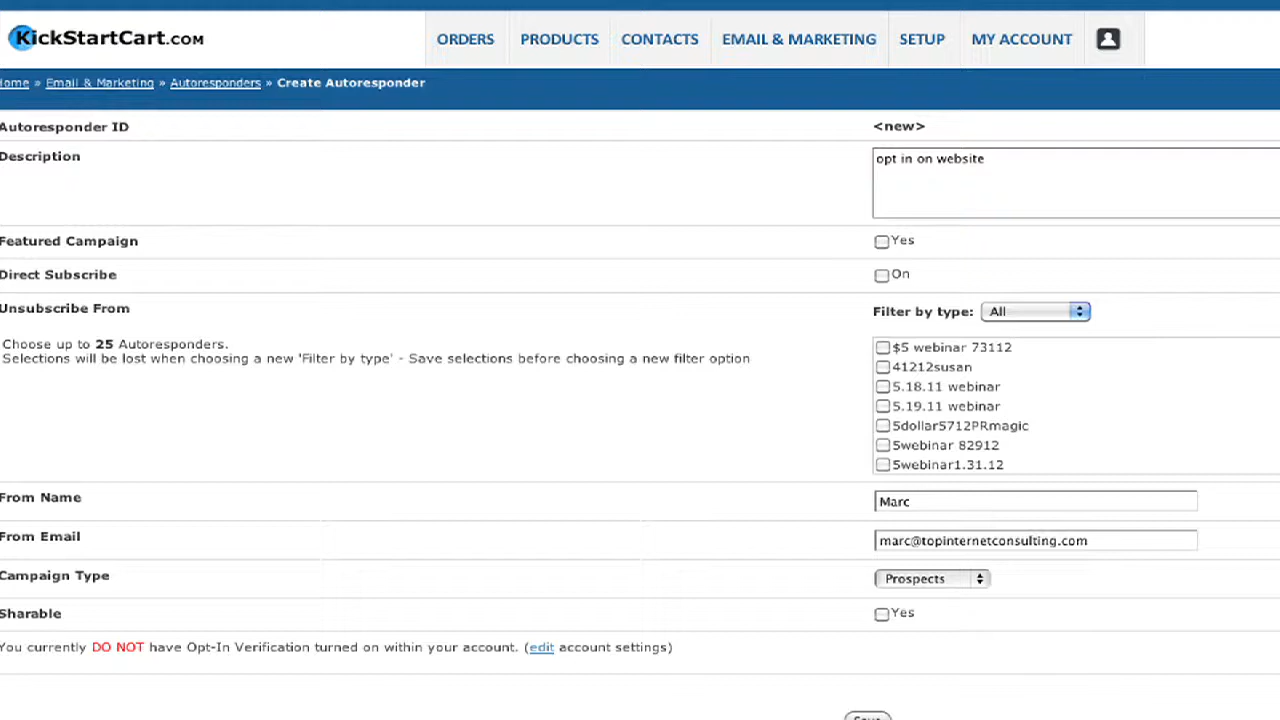 KickStartCart.com
ORDERS PRODUCTS CONTACTS EMAIL & MARKETING SETUP MY ACCOUNT
ome » Email & Marketing » Autoresponders » Create Autoresponder
Autoresponder ID <new>
Description opt in on website
Featured Campaign Yes
Direct Subscribe On
Unsubscribe From Filter by type: All
Choose up to 25 Autoresponders.
Selections will be lost when choosing a new 'Filter by type' - Save selections before choosing a new filter option
$5 webinar 73112
41212susan
5.18.11 webinar
5.19.11 webinar
5dollar5712PRmagic
5webinar 82912
5webinar1.31.12
From Name Marc
From Email marc@topinternetconsulting.com
Campaign Type Prospects
Sharable Yes
You currently DO NOT have Opt-In Verification turned on within your account. (edit account settings)
Save